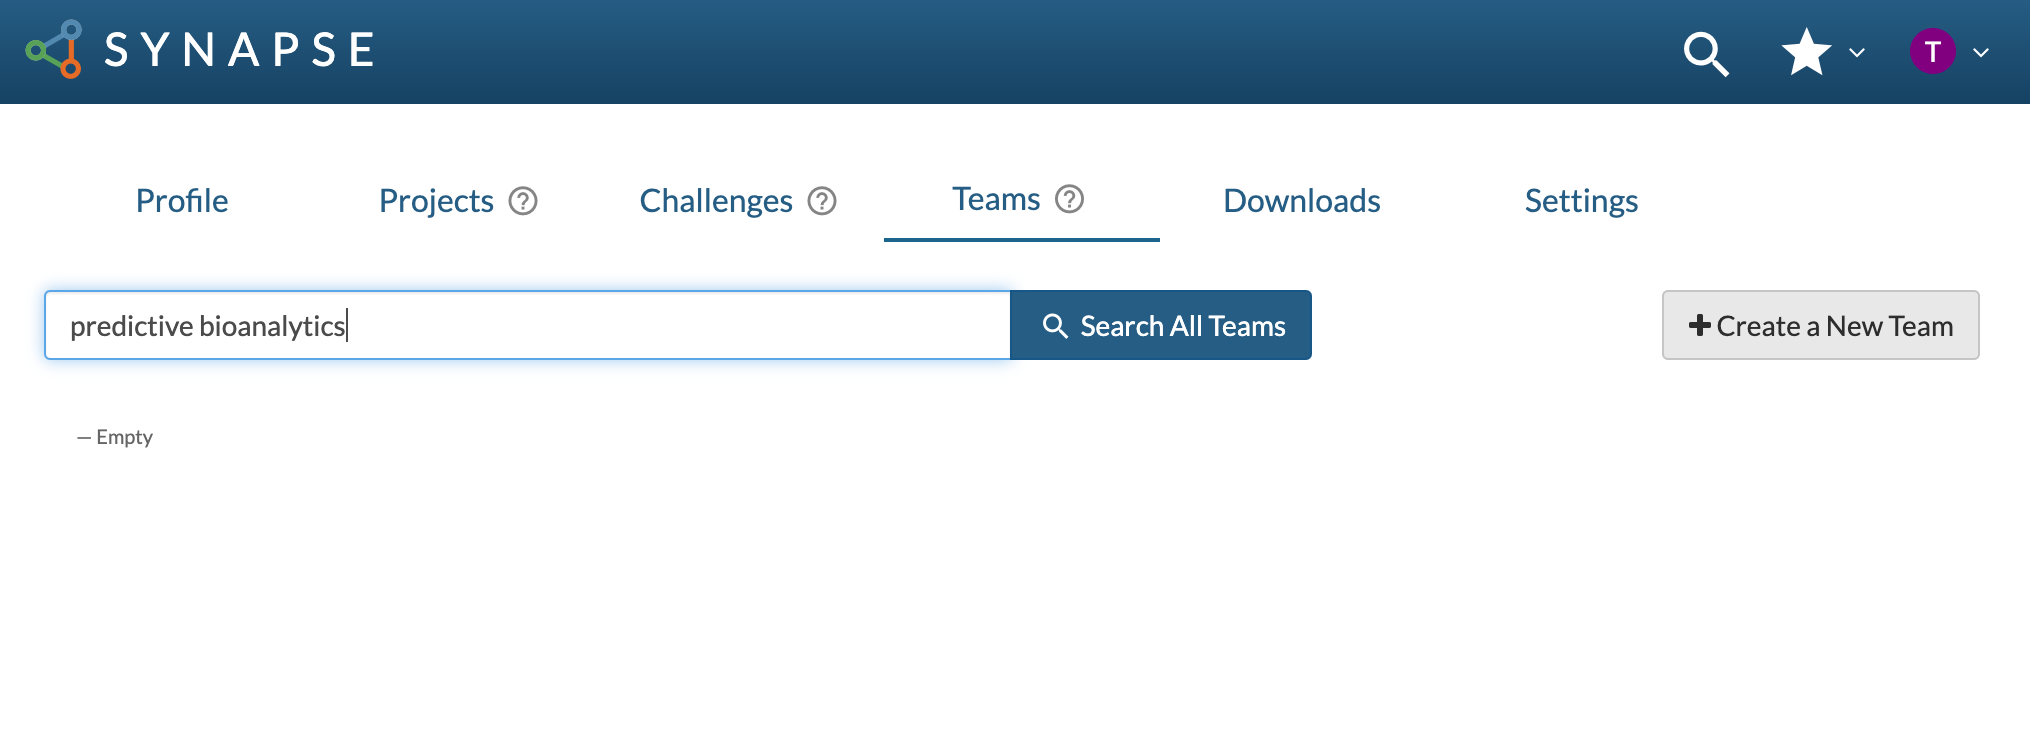 SYNAPSE
T
Profile
Projects ?
Challenges ?
Teams ?
Downloads
Settings
predictive bioanalytics
Search All Teams
+ Create a New Team
– Empty